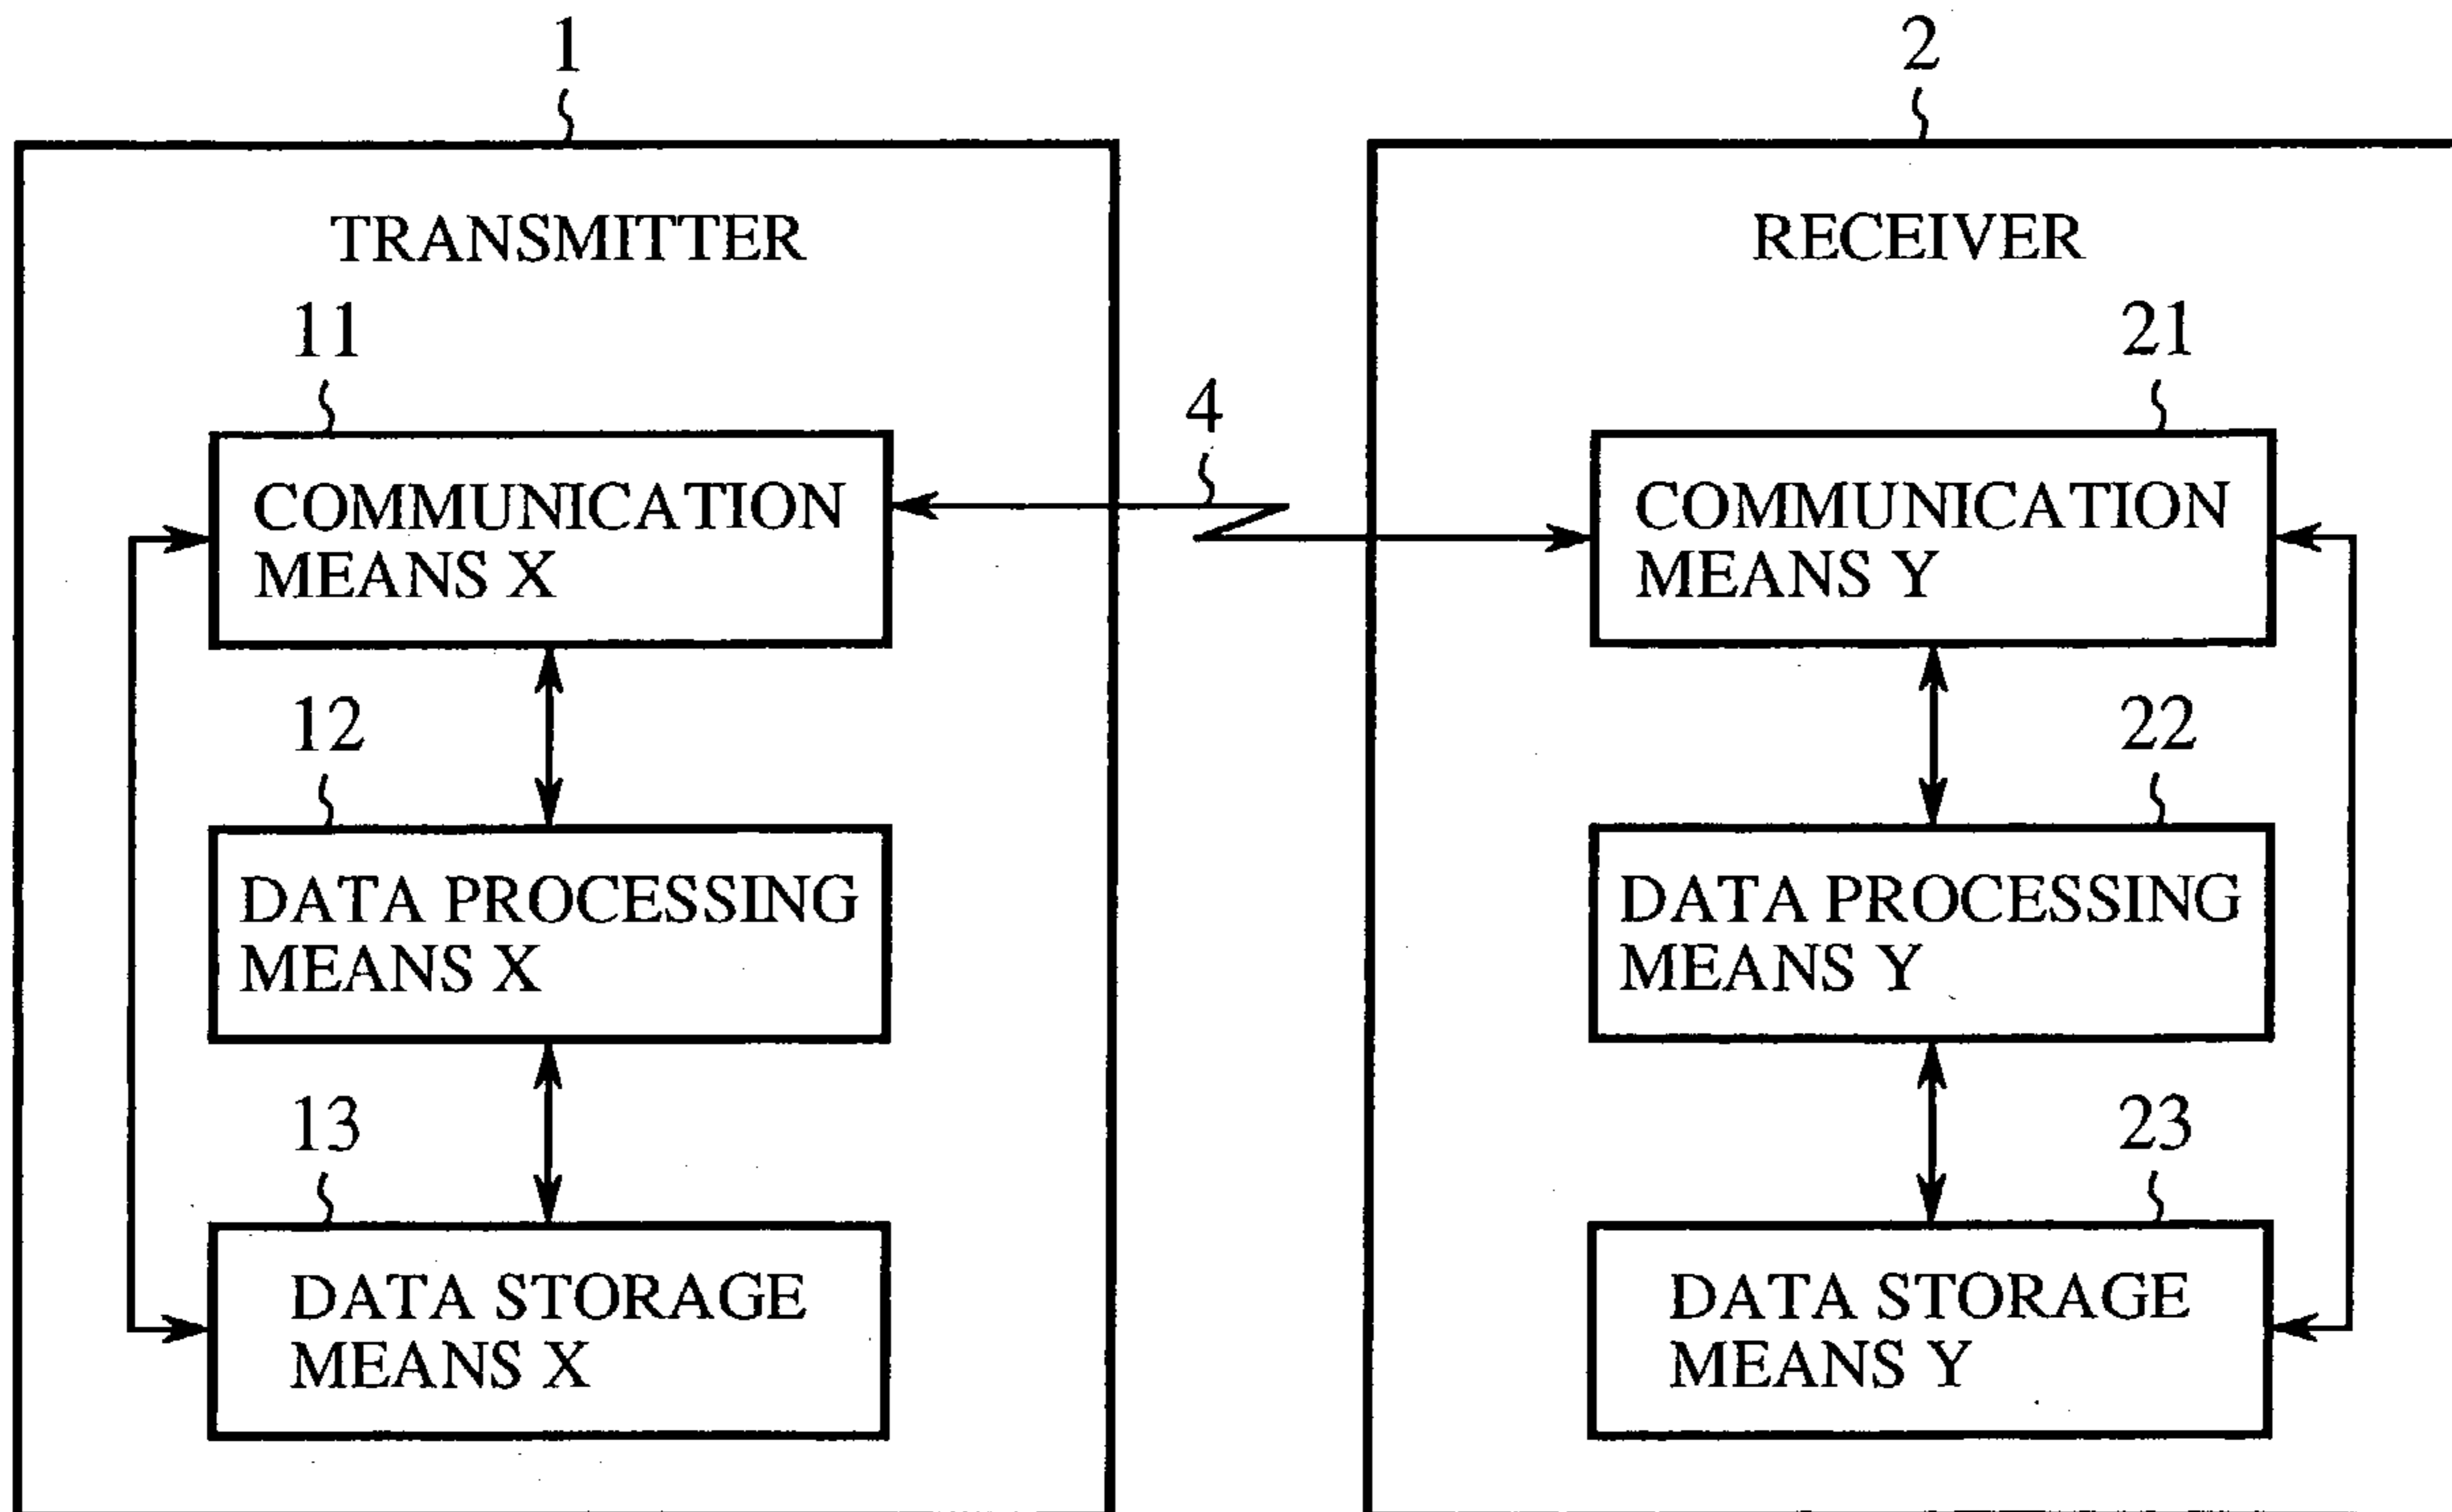 1
TRANSMITTER
11
COMMUNICATION
MEANS X
12
DATA PROCESSING
MEANS X
13
DATA STORAGE
MEANS X
4
2
RECEIVER
21
COMMUNICATION
MEANS Y
22
DATA PROCESSING
MEANS Y
23
DATA STORAGE
MEANS Y